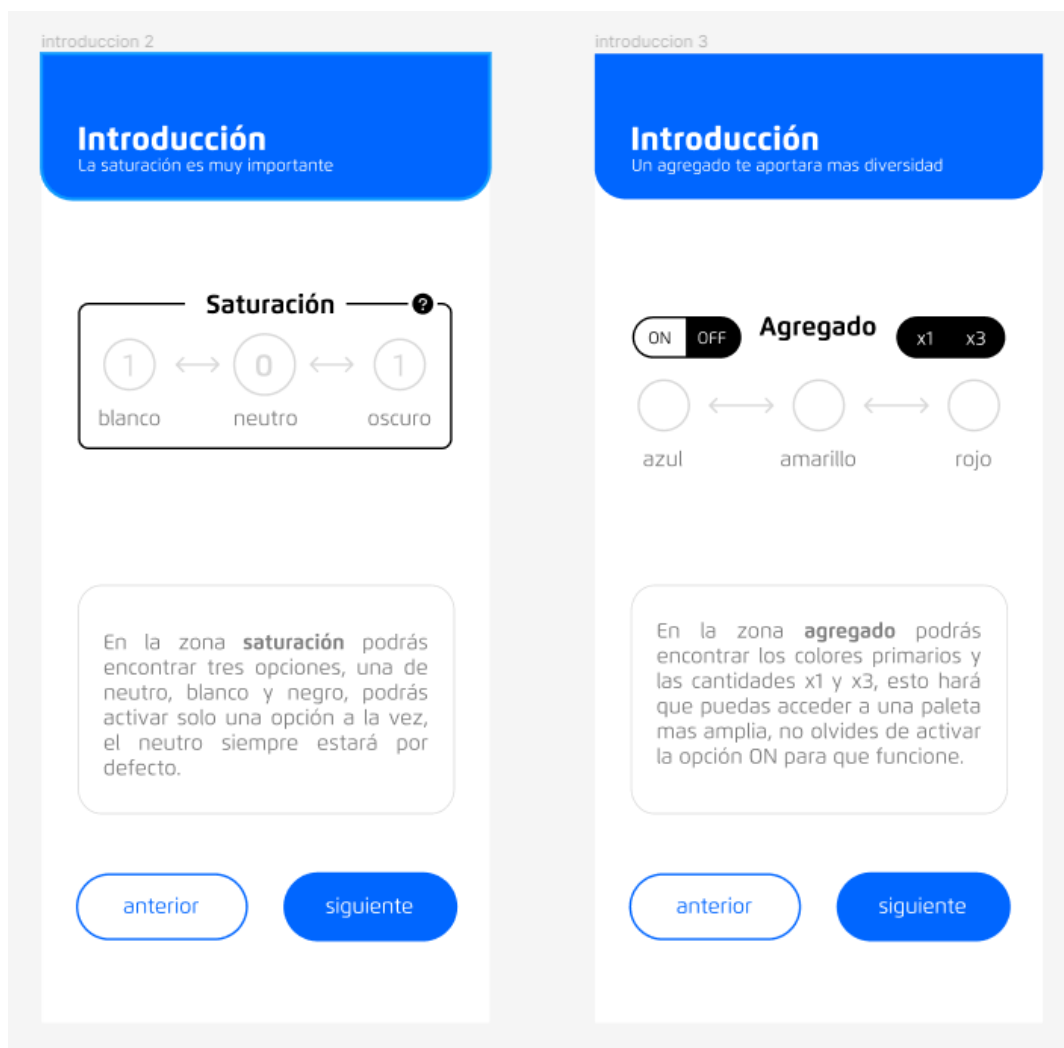 introduccion 2
Introducción
La saturación es muy importante
Saturación ?
1 0 1
blanco neutro oscuro
En la zona saturación podrás
encontrar tres opciones, una de
neutro, blanco y negro, podrás
activar solo una opción a la vez,
el neutro siempre estará por
defecto.
anterior siguiente
introduccion 3
Introducción
Un agregado te aportara mas diversidad
ON OFF Agregado x1 x3
azul amarillo rojo
En la zona agregado podrás
encontrar los colores primarios y
las cantidades x1 y x3, esto hará
que puedas acceder a una paleta
mas amplia, no olvides de activar
la opción ON para que funcione.
anterior siguiente